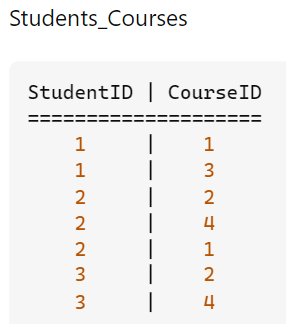 Students_Courses
StudentID | CourseID
====================
1 | 1
1 | 3
2 | 2
2 | 4
2 | 1
3 | 2
3 | 4